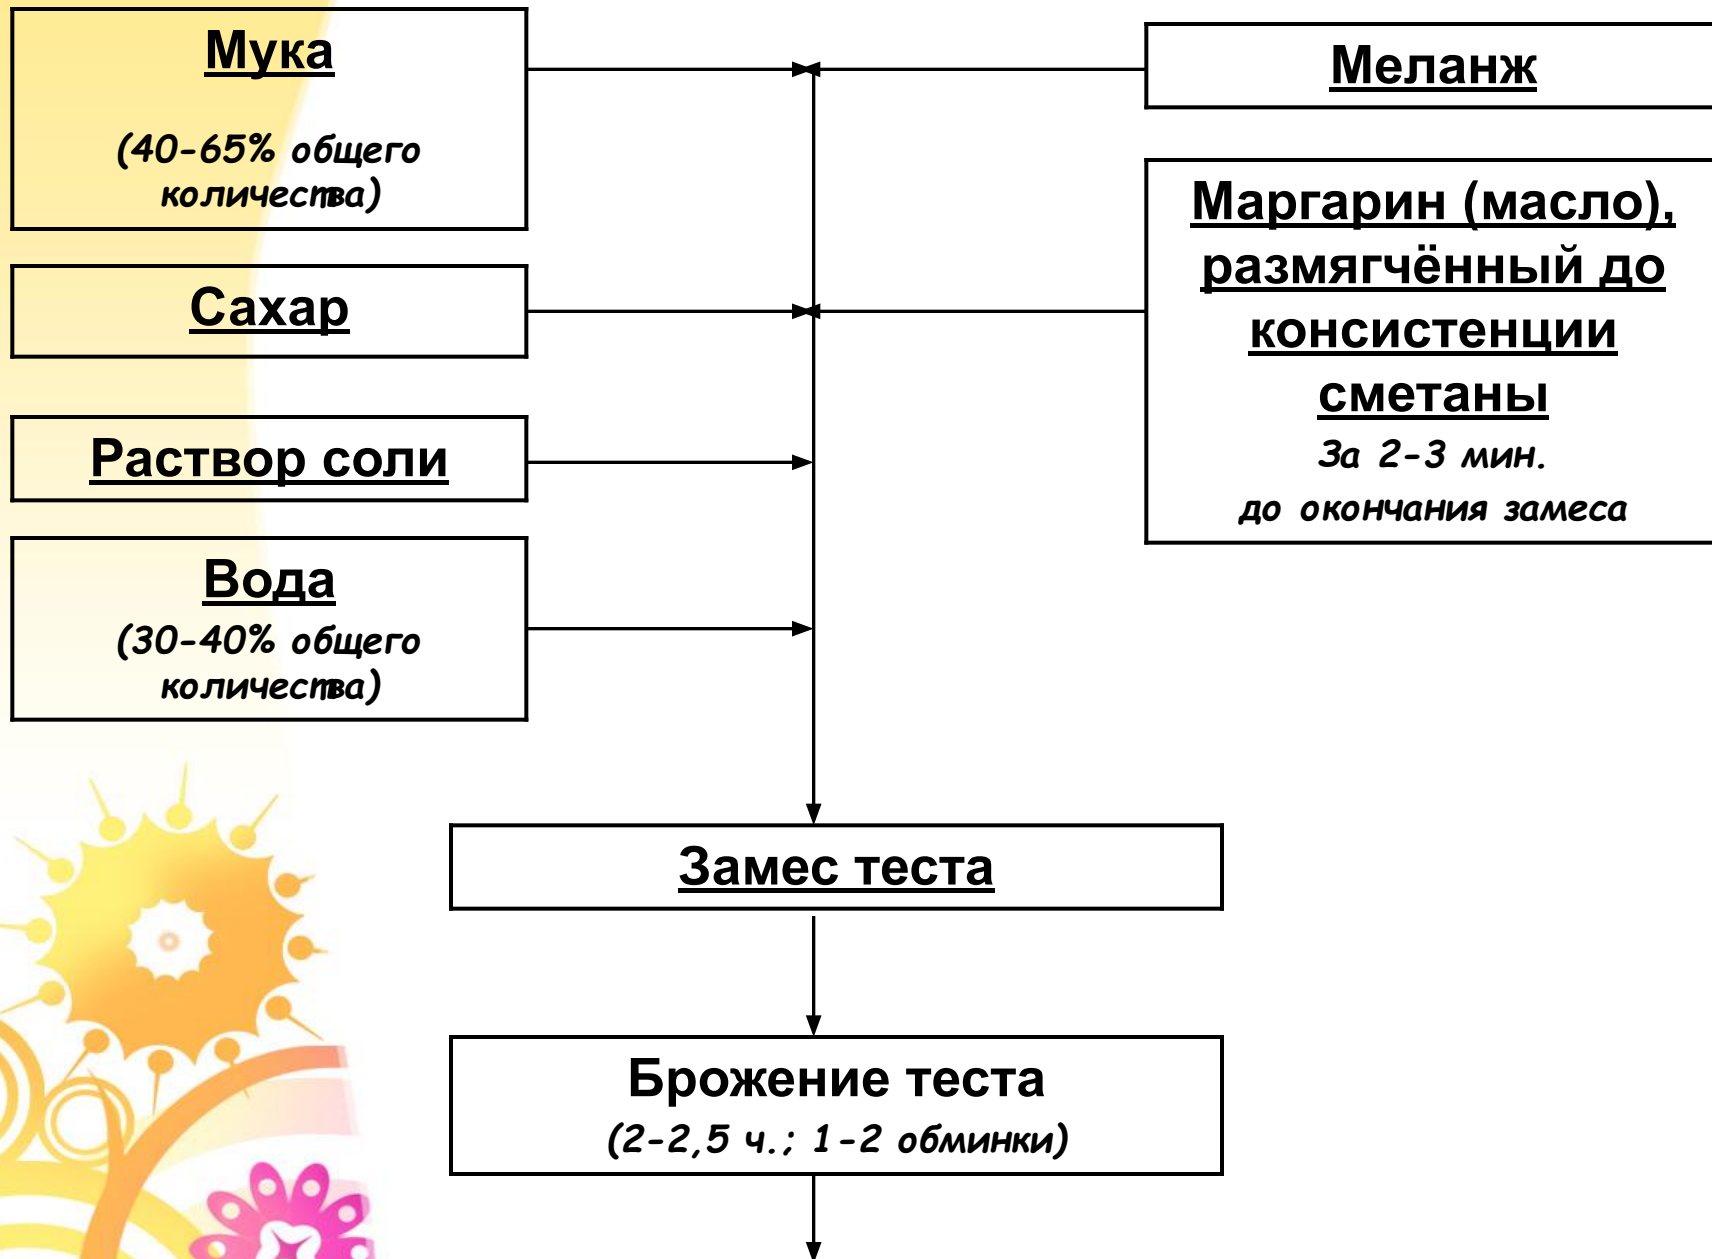 Мука
(40-65% общего
количества)
Сахар
Раствор соли
Вода
(30-40% общего
количества)
Меланж
Маргарин (масло),
размягчённый до
консистенции
сметаны
За 2-3 мин.
до окончания замеса
Замес теста
Брожение теста
(2-2,5 ч.; 1-2 обминки)